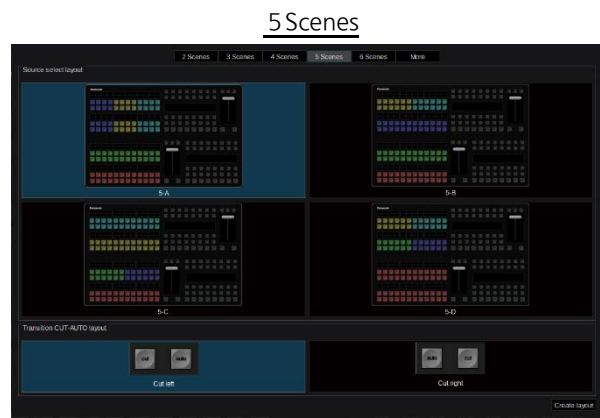 5 Scenes
2 Scenes 3 Scenes 4 Scenes 5 Scenes 6 Scenes More
Source select layout
5-A 5-B
5-C 5-D
Transition CUT-AUTO layout
cut AUTO AUTO cut
Cut left Cut right
Create layout